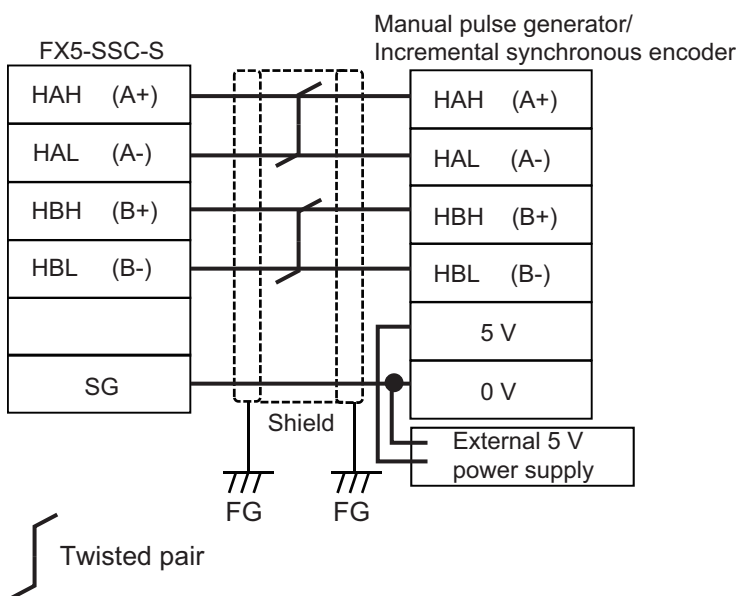 FX5-SSC-S
Manual pulse generator/
Incremental synchronous encoder
HAH (A+)
HAL (A-)
HBH (B+)
HBL (B-)
SG
HAH (A+)
HAL (A-)
HBH (B+)
HBL (B-)
5 V
0 V
Shield
External 5 V
power supply
FG
FG
Twisted pair